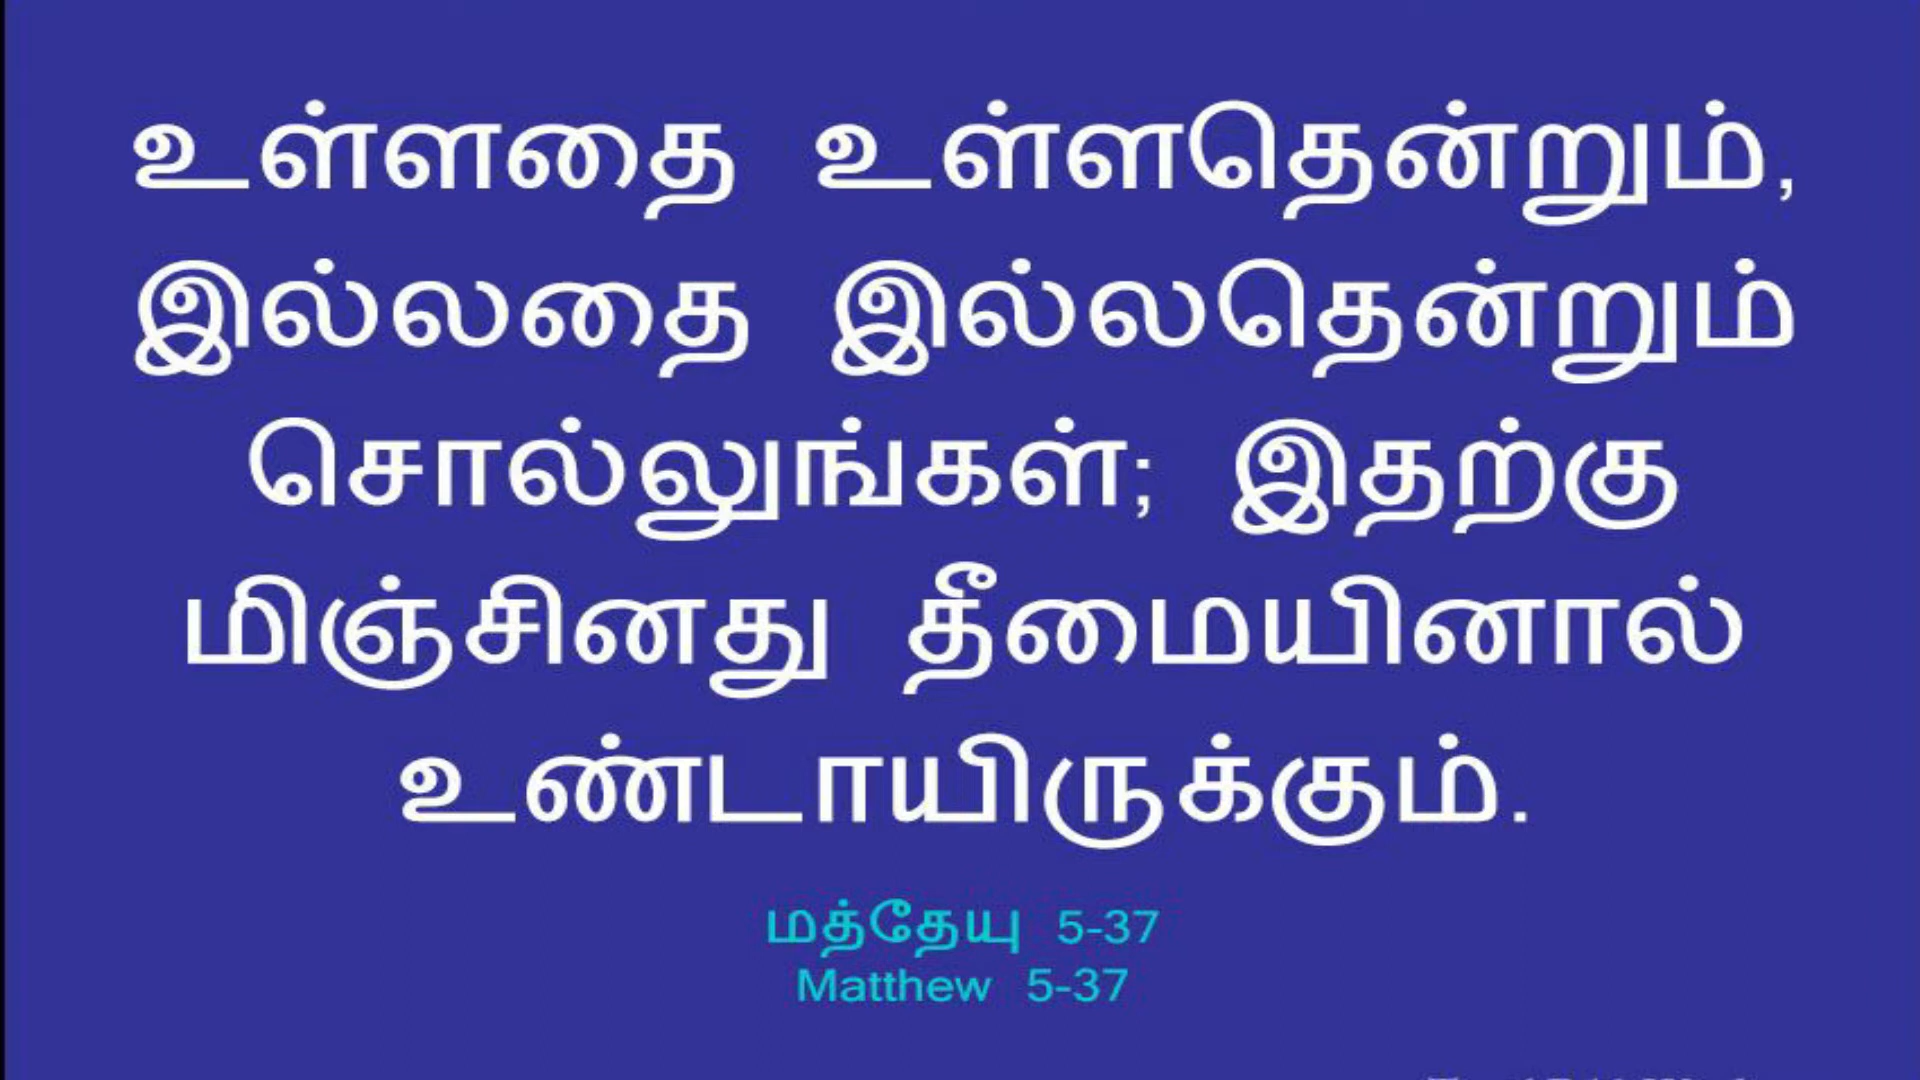 உள்ளதை உள்ளதென்றும்,
இல்லதை இல்லதென்றும்
சொல்லுங்கள்; இதற்கு
மிஞ்சினது தீமையினால்
உண்டாயிருக்கும்.
மத்தேயு 5-37
Matthew 5-37